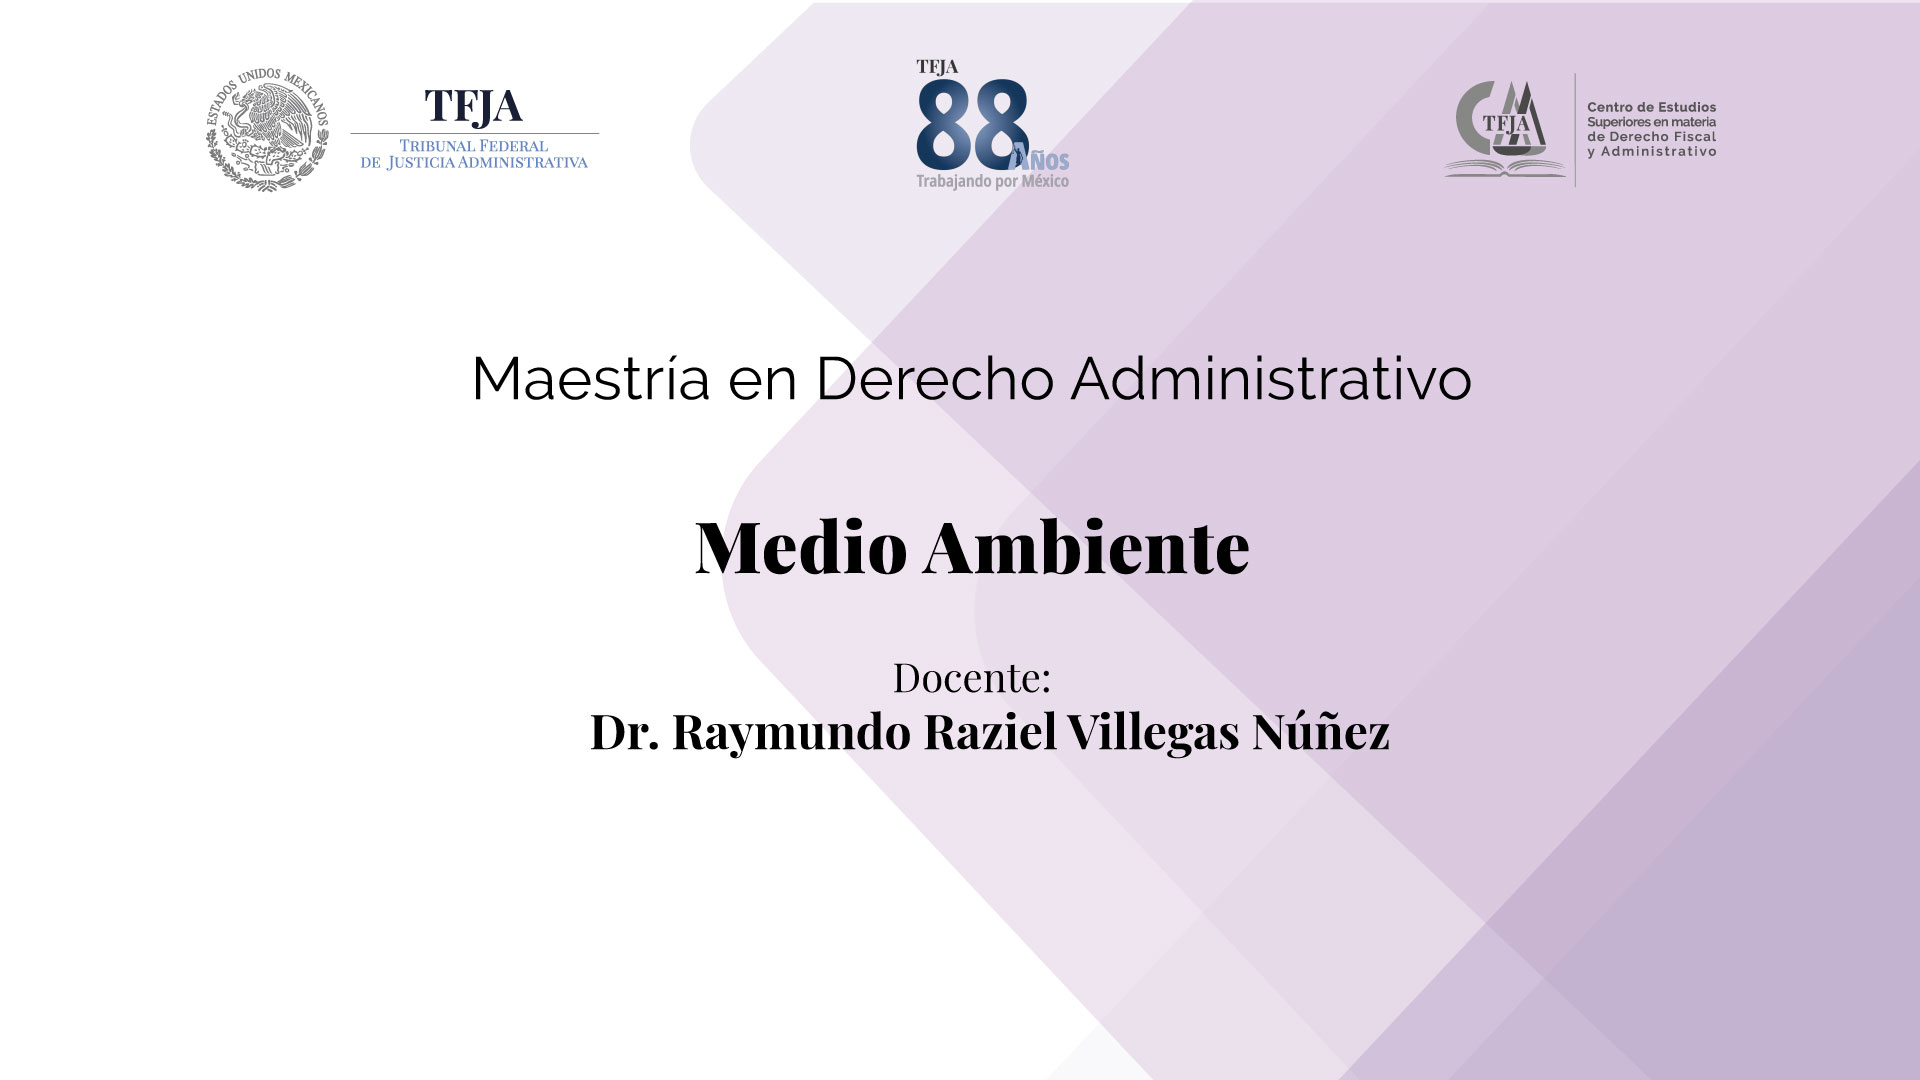 ESTADOS UNIDOS MEXICANOS
TFJA
TRIBUNAL FEDERAL
DE JUSTICIA ADMINISTRATIVA
TFJA
88
AÑOS
Trabajando por México
TFJA
Centro de Estudios
Superiores en materia
de Derecho Fiscal
y Administrativo
Maestría en Derecho Administrativo
Medio Ambiente
Docente:
Dr. Raymundo Raziel Villegas Núñez